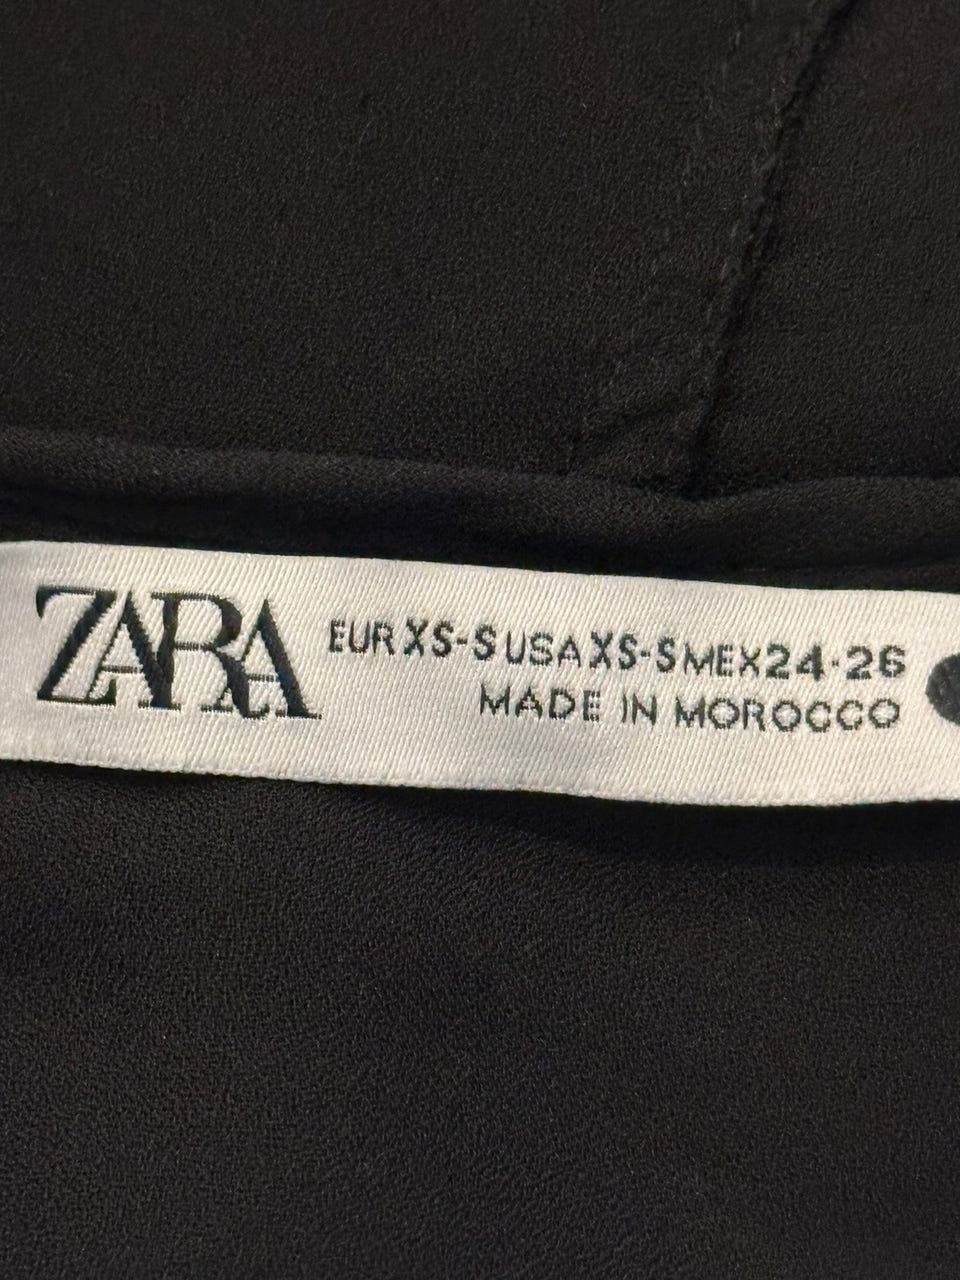 ZARA
EUR XS-S USA XS-S MEX 24-26
MADE IN MOROCCO